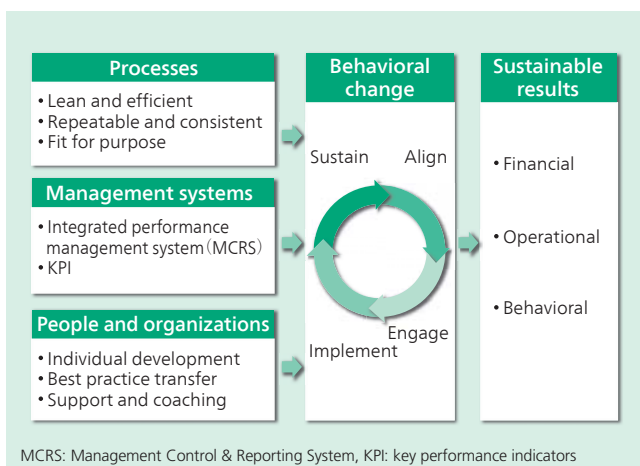 Processes
• Lean and efficient
• Repeatable and consistent
• Fit for purpose
Management systems
• Integrated performance
management system (MCRS)
• KPI
People and organizations
• Individual development
• Best practice transfer
• Support and coaching
Behavioral
change
Sustain
Align
Engage
Implement
Sustainable
results
• Financial
• Operational
• Behavioral
MCRS: Management Control & Reporting System, KPI: key performance indicators